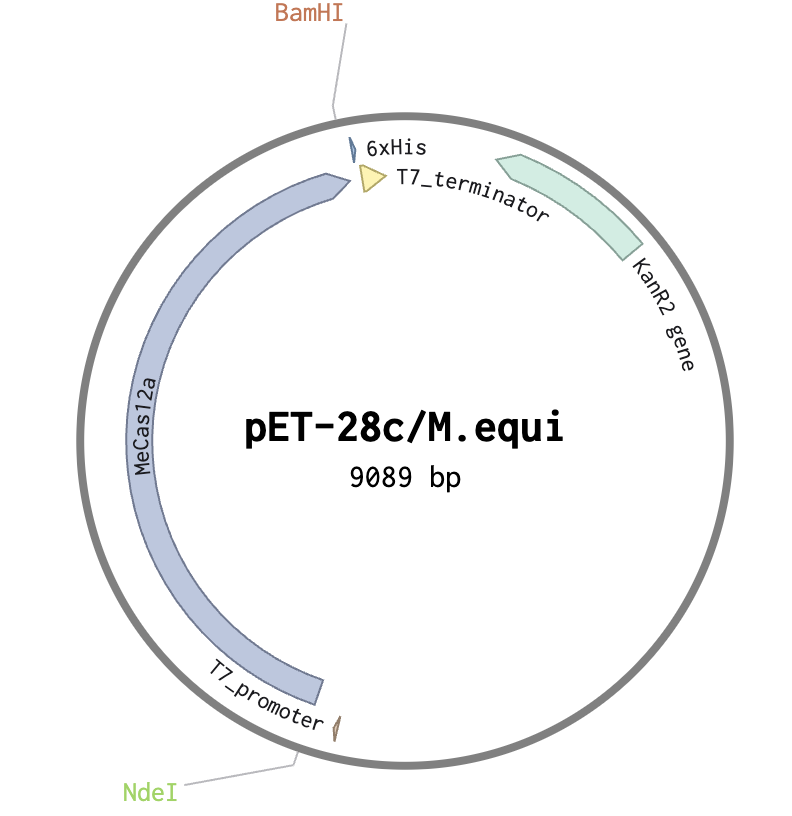 BamHI
6xHis
T7_terminator
KanR2 gene
MeCas12a
pET-28c/M.equi
9089 bp
T7_promoter
NdeI